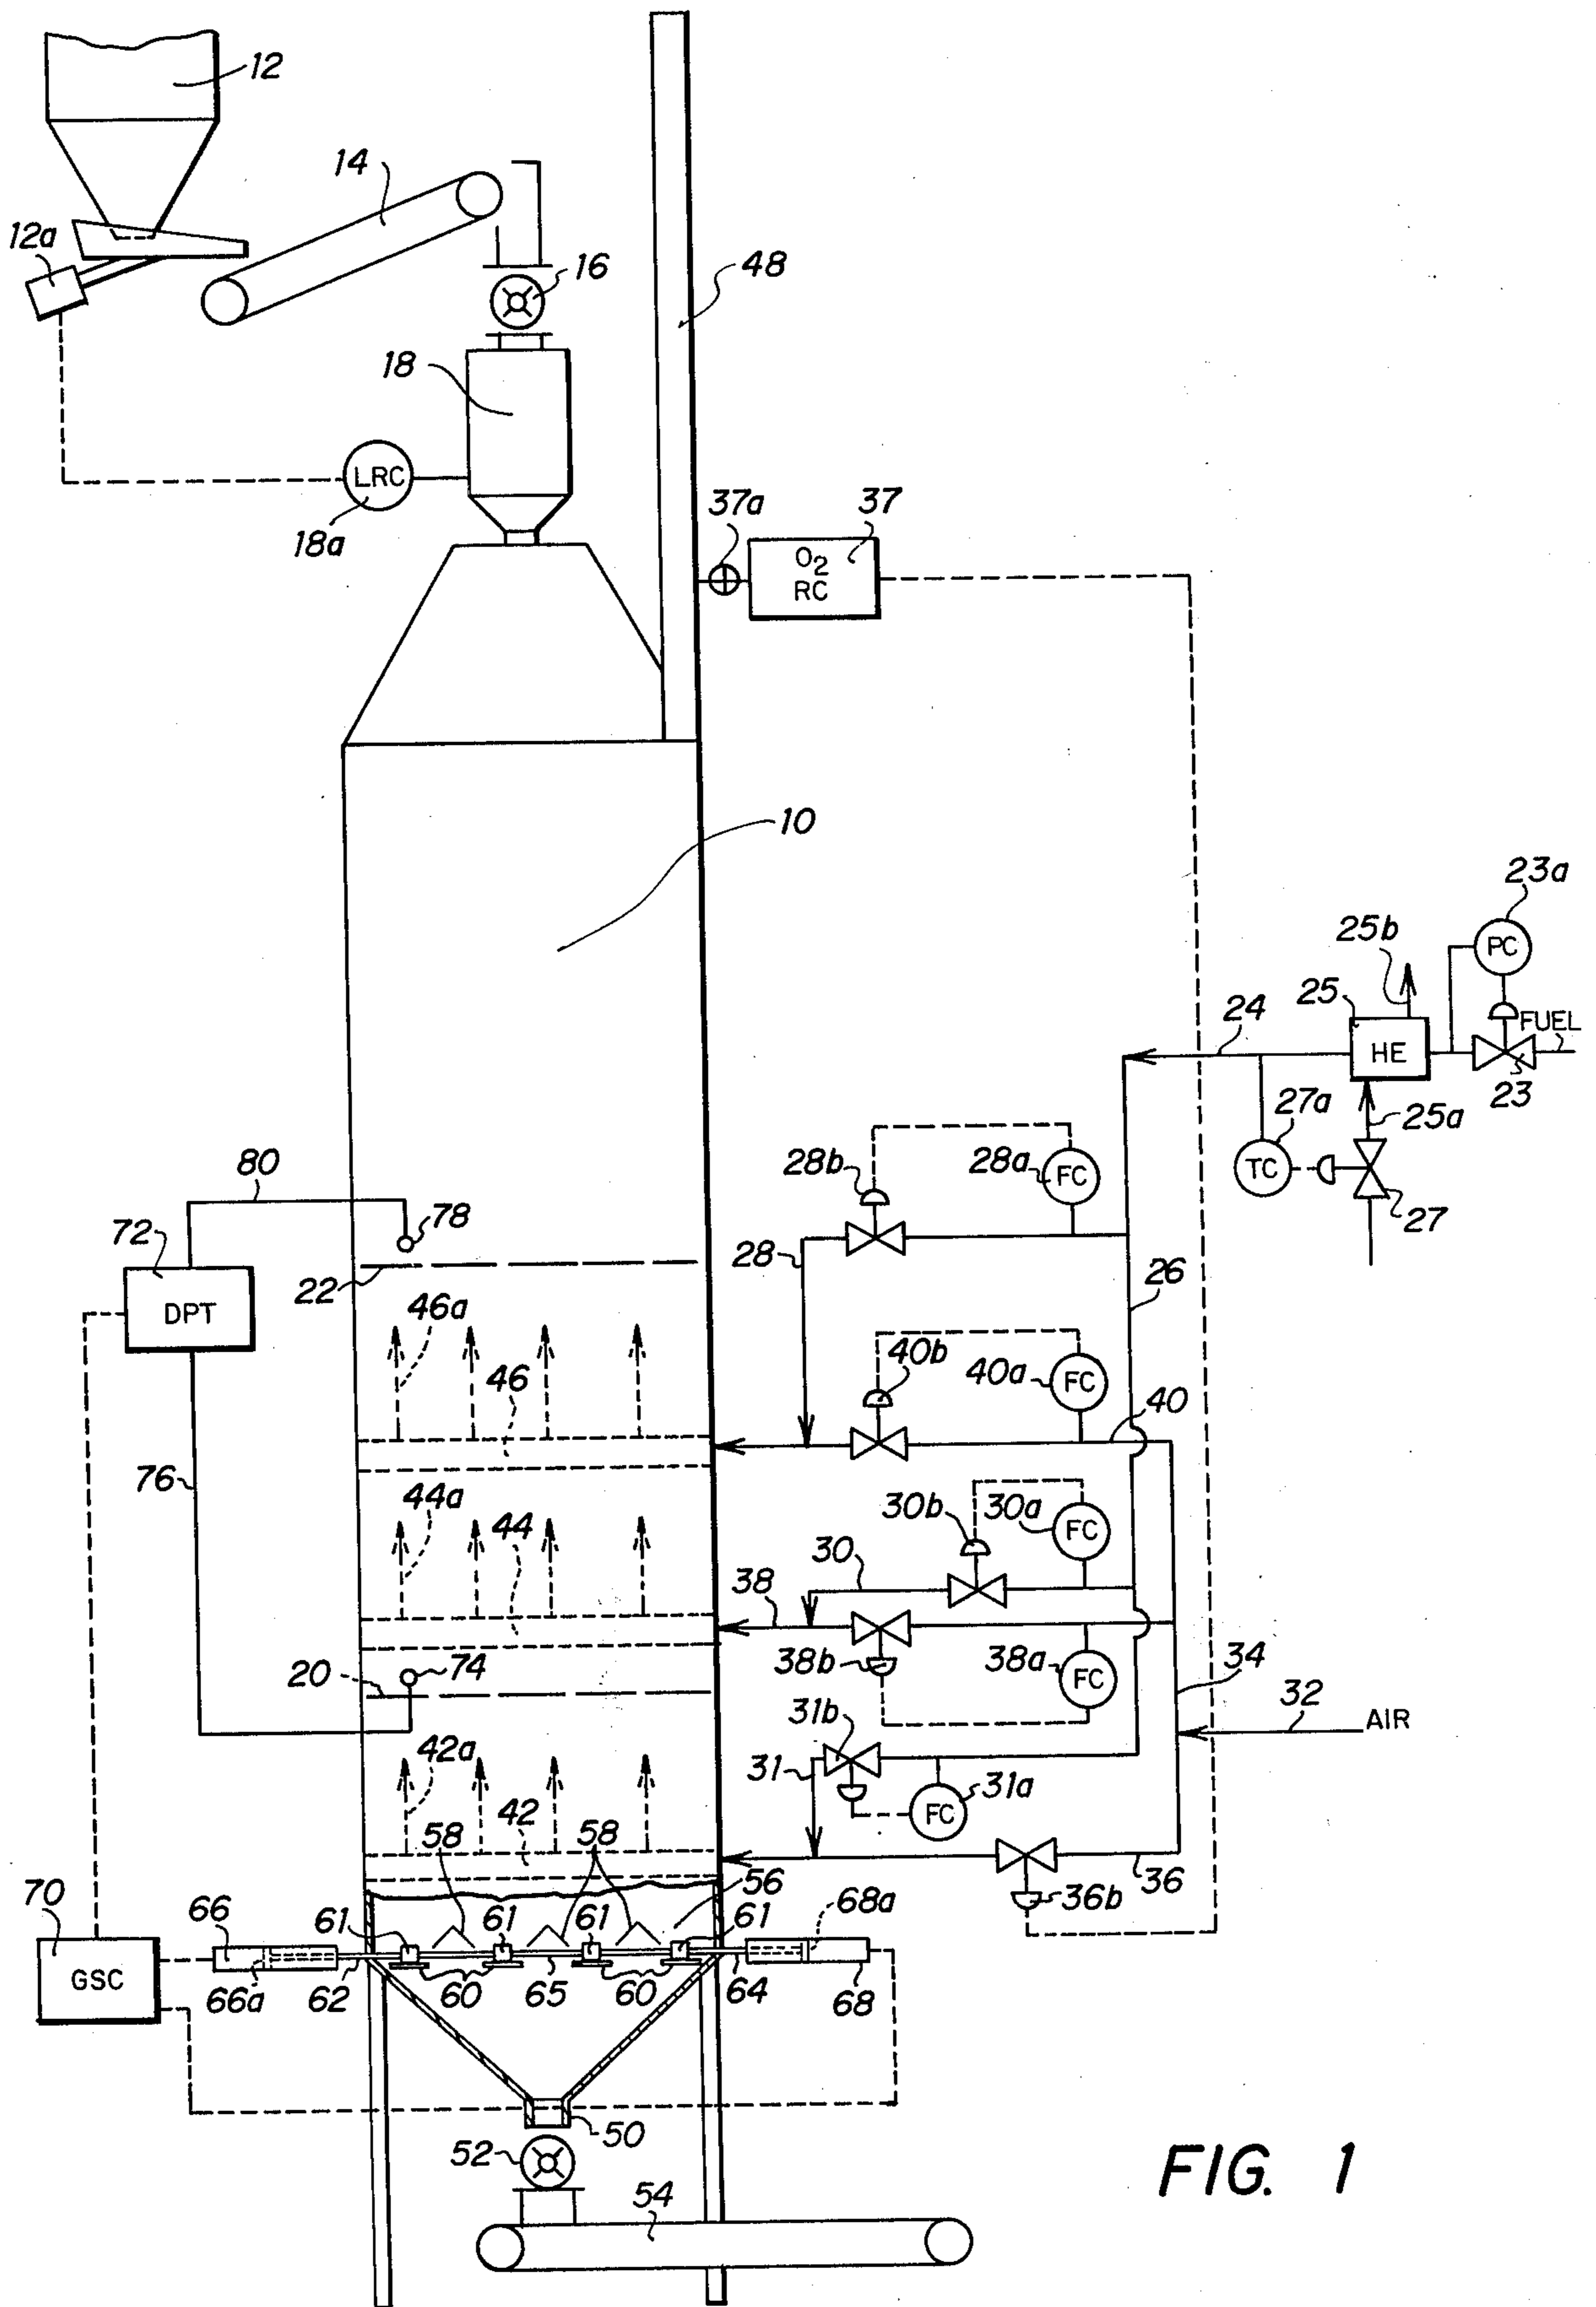 12
14
12a
16
48
18
LRC
18a
37a
37
O2
RC
10
23a
PC
25b
25
24
FUEL
HE
23
27a
25a
TC
27
80
28b
28a
FC
78
72
28
26
22
DPT
46a
40b
40a
FC
46
40
76
44a
30b
30a
FC
44
30
38
20
74
38b
38a
FC
34
32
AIR
31b
42a
31
31a
FC
42
58
58
36
56
36b
70
66
61
61
61
61
68a
GSC
66a
62
60
65
60
64
68
50
52
54
FIG. 1